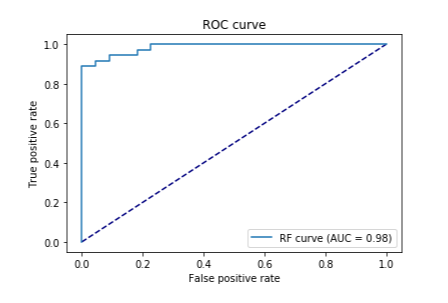 ROC curve
1.0
0.8
0.6
0.4
0.2
0.0
True positive rate
RF curve (AUC = 0.98)
0.0 0.2 0.4 0.6 0.8 1.0
False positive rate